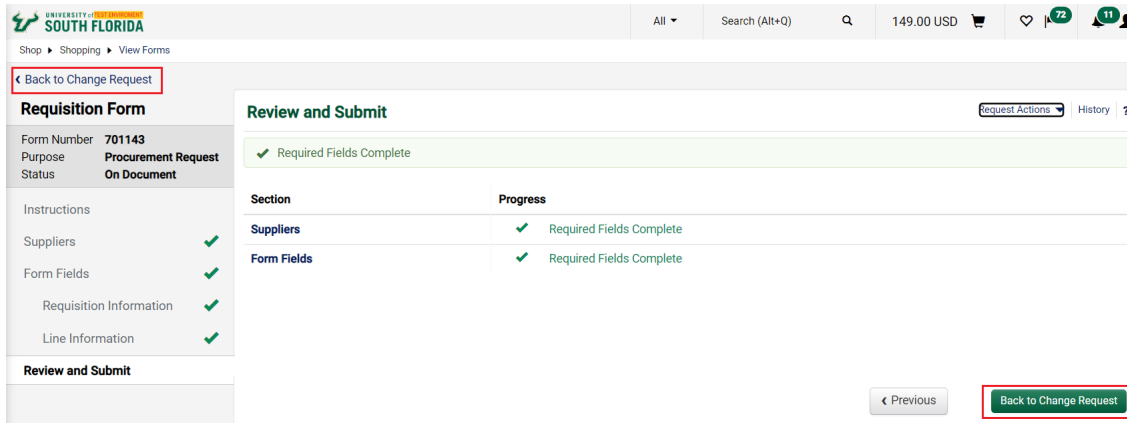 UNIVERSITY of TEST ENVIRONMENT
SOUTH FLORIDA
All
Search (Alt+Q)
149.00 USD
72
11
Shop Shopping View Forms
Back to Change Request
Requisition Form
Form Number 701143
Purpose Procurement Request
Status On Document
Instructions
Suppliers
Form Fields
Requisition Information
Line Information
Review and Submit
Review and Submit
Request Actions History ?
Required Fields Complete
Section Progress
Suppliers Required Fields Complete
Form Fields Required Fields Complete
Previous
Back to Change Request